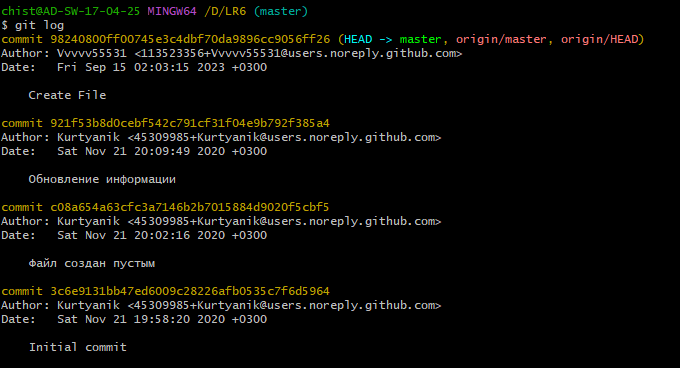 chist@AD-SW-17-04-25 MINGW64 /D/LR6 (master)
$ git log
commit 98240800ff00745e3c4dbf70da9896cc9056ff26 (HEAD -> master, origin/master, origin/HEAD)
Author: Vvvvv55531 <113523356+Vvvvv55531@users.noreply.github.com>
Date:   Fri Sep 15 02:03:15 2023 +0300
    Create File
commit 921f53b8d0cebf542c791cf31f04e9b792f385a4
Author: Kurtyanik <45309985+Kurtyanik@users.noreply.github.com>
Date:   Sat Nov 21 20:09:49 2020 +0300
    Обновление информации
commit c08a654a63cfc3a7146b2b7015884d9020f5cbf5
Author: Kurtyanik <45309985+Kurtyanik@users.noreply.github.com>
Date:   Sat Nov 21 20:02:16 2020 +0300
    Файл создан пустым
commit 3c6e9131bb47ed6009c28226afb0535c7f6d5964
Author: Kurtyanik <45309985+Kurtyanik@users.noreply.github.com>
Date:   Sat Nov 21 19:58:20 2020 +0300
    Initial commit